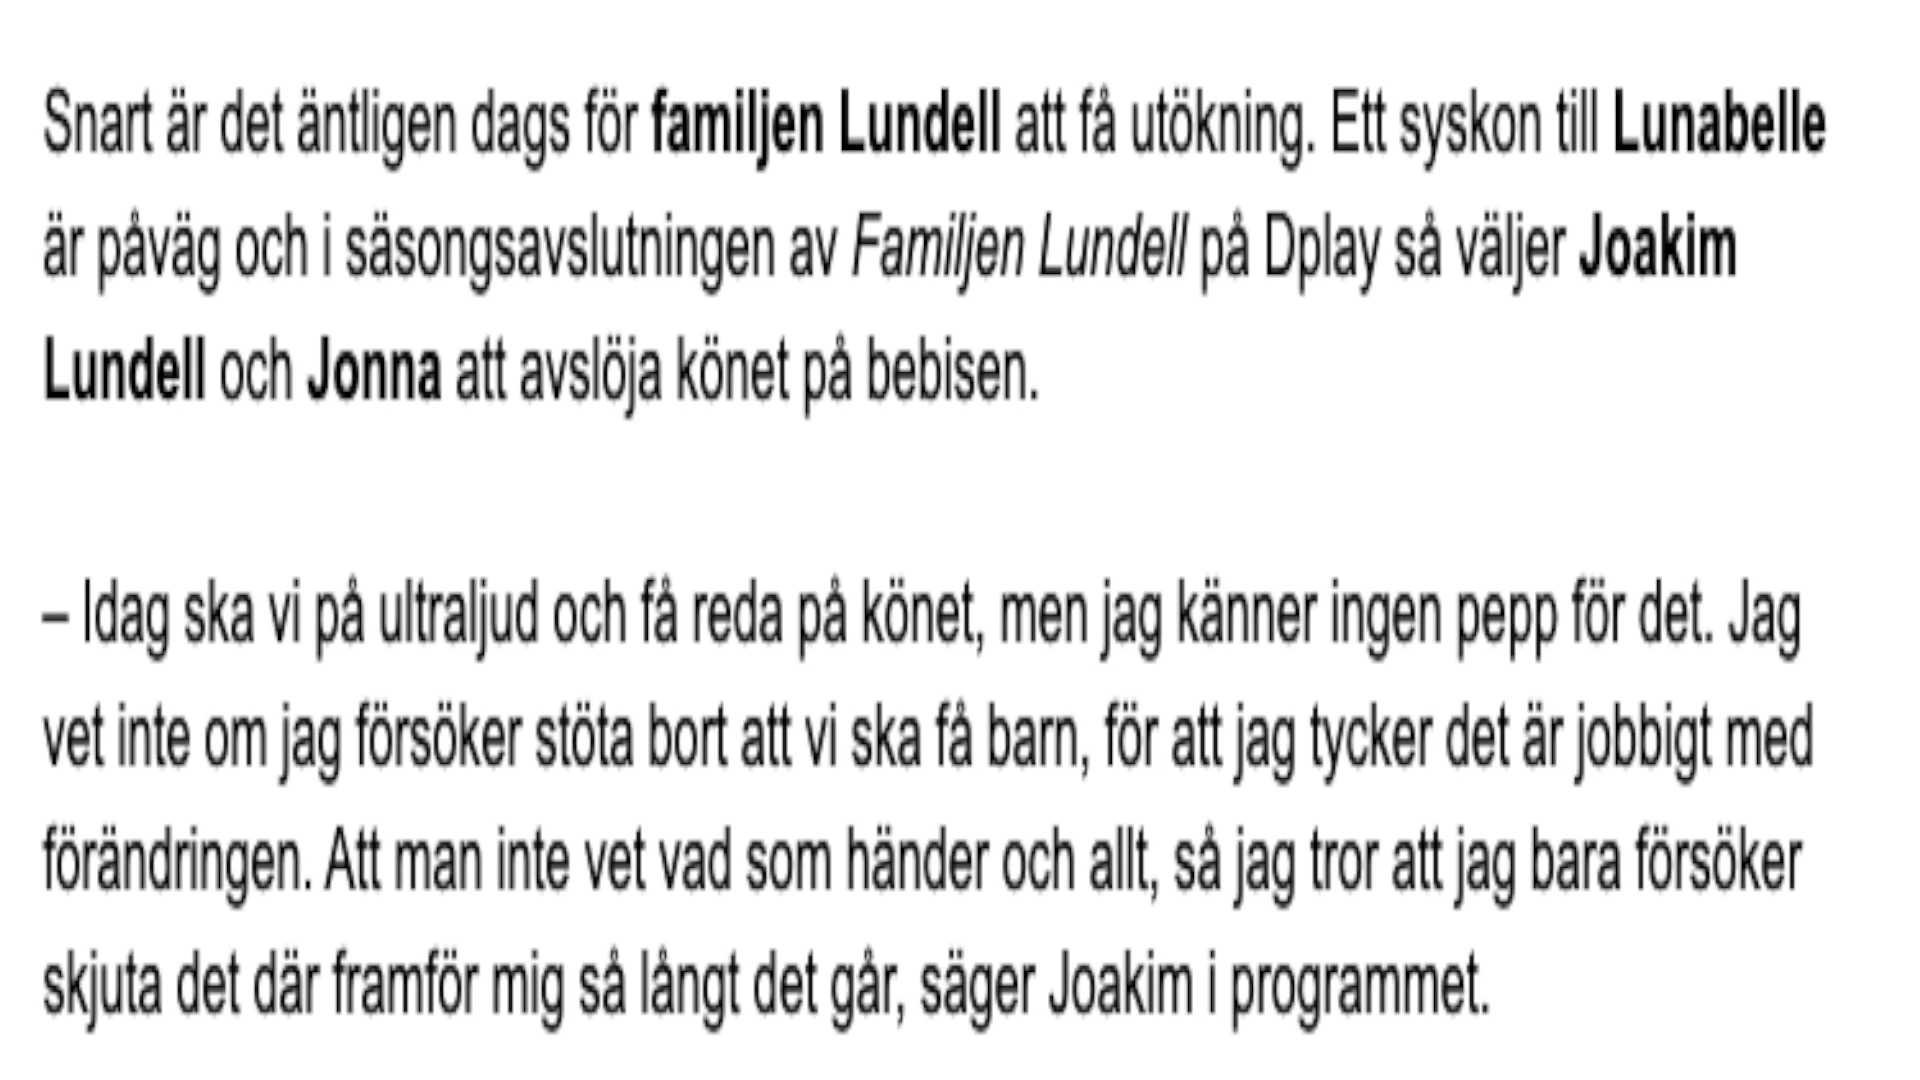 Snart är det äntligen dags för familjen Lundell att få utökning. Ett syskon till Lunabelle
är påväg och i säsongsavslutningen av Familjen Lundell på Dplay så väljer Joakim
Lundell och Jonna att avslöja könet på bebisen.
– Idag ska vi på ultraljud och få reda på könet, men jag känner ingen pepp för det. Jag
vet inte om jag försöker stöta bort att vi ska få barn, för att jag tycker det är jobbigt med
förändringen. Att man inte vet vad som händer och allt, så jag tror att jag bara försöker
skjuta det där framför mig så långt det går, säger Joakim i programmet.